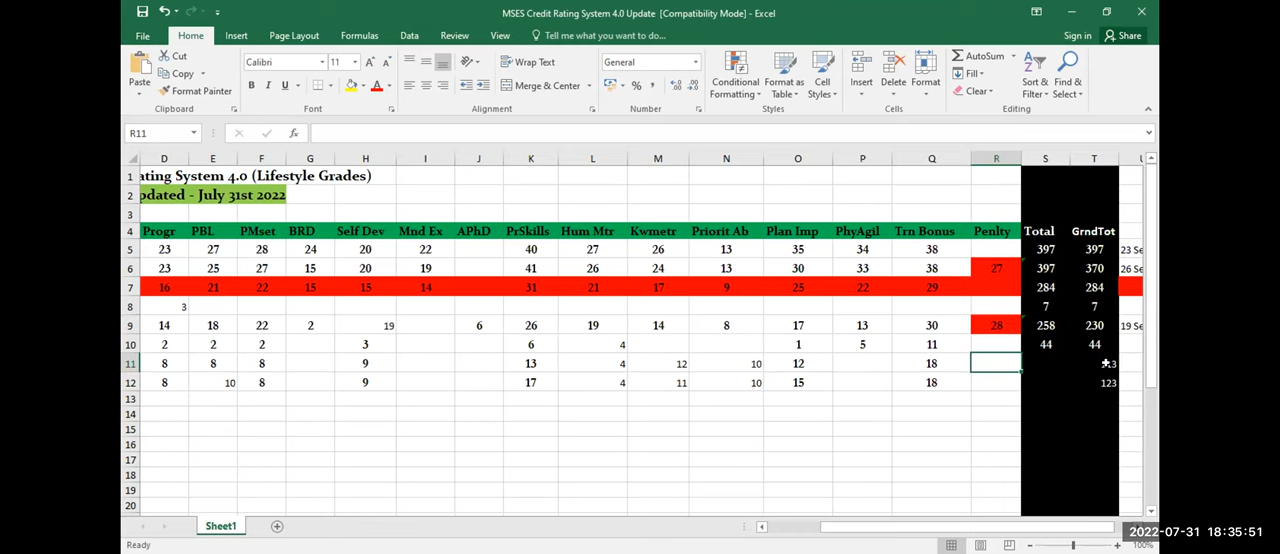 MSES Credit Rating System 4.0 Update [Compatibility Mode] - Excel
File Home Insert Page Layout Formulas Data Review View Tell me what you want to do... Sign in Share
Paste Cut Copy Format Painter Clipboard
Calibri 11 A A B I U A Font
Wrap Text Merge & Center Alignment
General % , Number
Conditional Formatting Format as Table Cell Styles Styles
Insert Delete Format Cells
AutoSum Fill Clear Sort & Filter Find & Select Editing
R11 fx
D E F G H I J K L M N O P Q R S T U
1 ating System 4.0 (Lifestyle Grades)
2 pdated - July 31st 2022
3
4 Progr PBL PMset BRD Self Dev Mnd Ex APhD PrSkills Hum Mtr Kwmetr Priorit Ab Plan Imp PhyAgil Trn Bonus Penlty Total GrndTot
5 23 27 28 24 20 22 40 29 27 26 13 35 34 38 397 397 23 Se
6 23 25 27 15 20 19 41 26 24 13 30 33 38 27 397 370 26 Se
7 16 21 22 15 15 14 31 21 17 9 25 22 29 284 284
8 3 7 7
9 14 18 22 2 19 6 26 19 14 8 17 13 30 28 258 230 19 Se
10 2 2 2 3 6 4 1 5 11 44 44
11 8 8 8 9 13 4 12 10 12 18
12 8 10 8 9 17 4 11 10 15 18 123
13
14
15
16
17
18
19
20
Sheet1
Ready 100%
2022-07-31 18:35:51